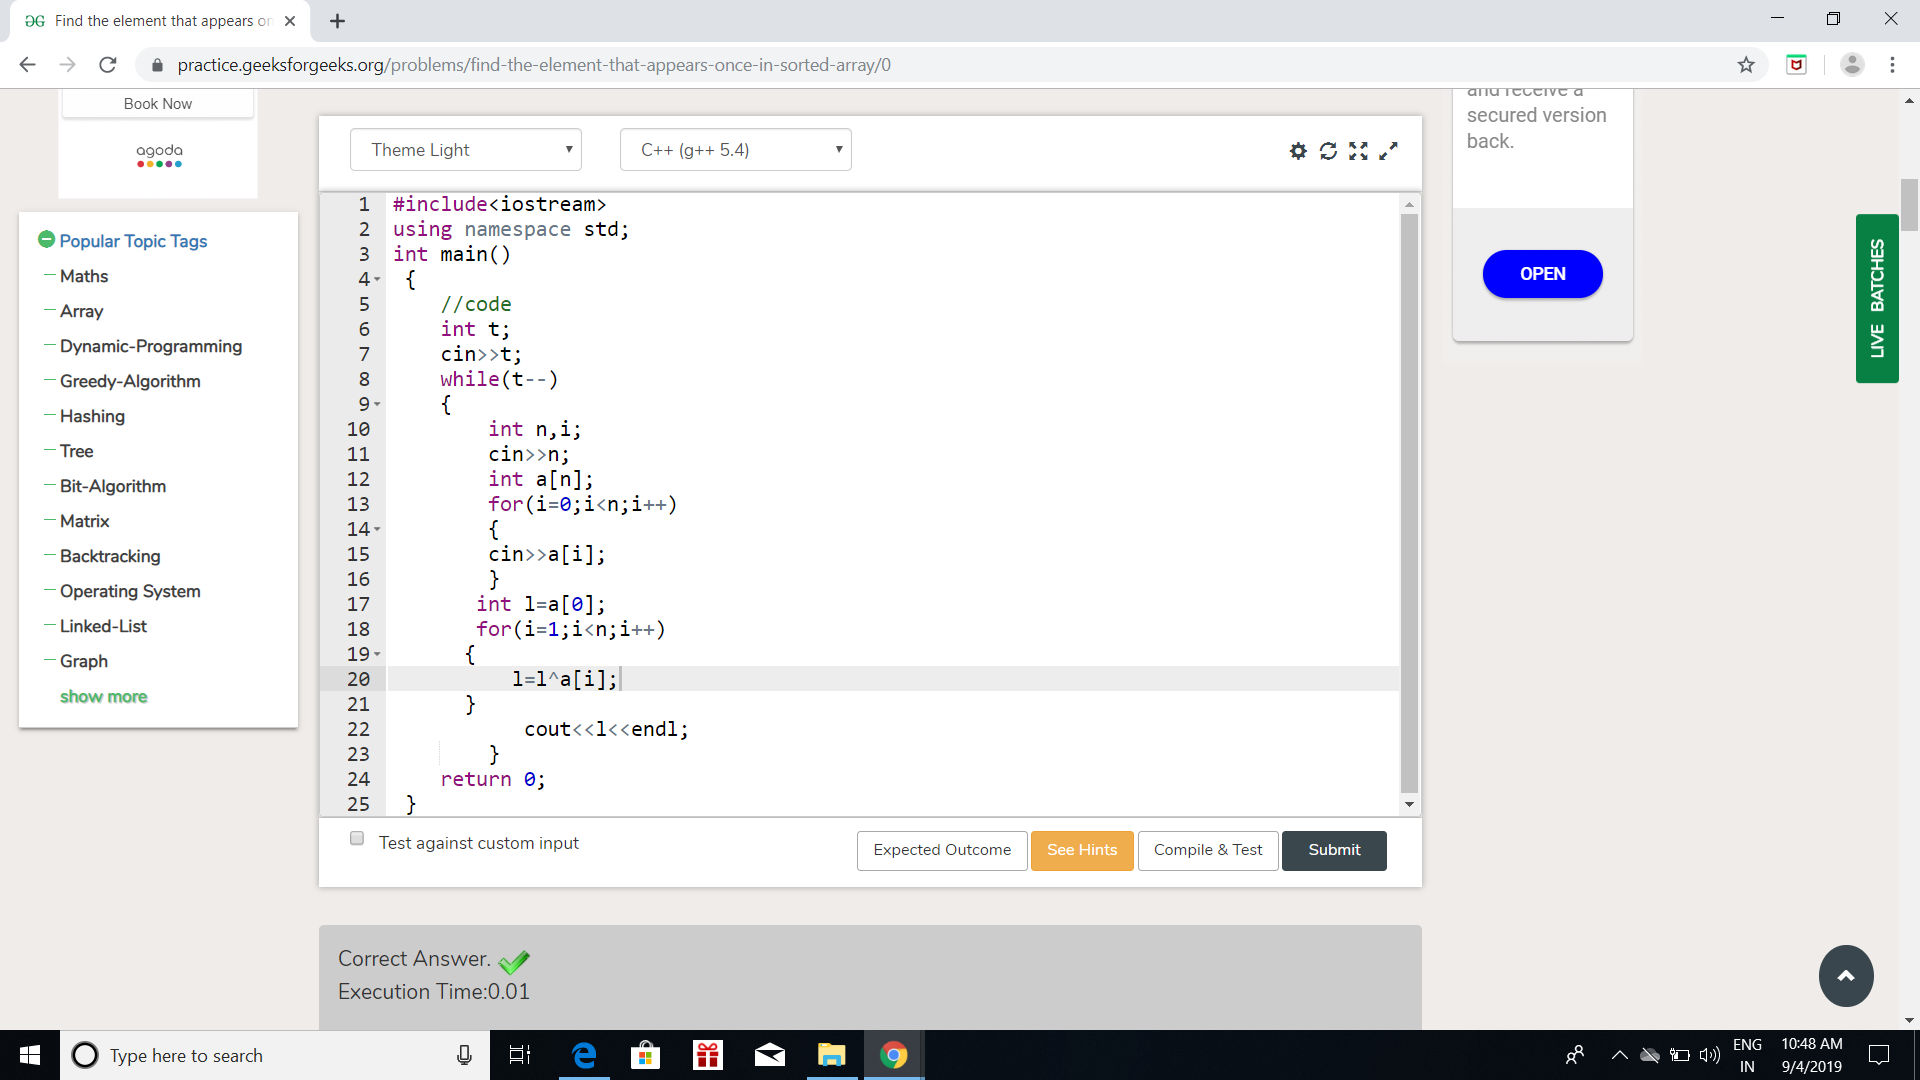 Find the element that appears on
practice.geeksforgeeks.org/problems/find-the-element-that-appears-once-in-sorted-array/0
Book Now
agoda
Popular Topic Tags
Maths
Array
Dynamic-Programming
Greedy-Algorithm
Hashing
Tree
Bit-Algorithm
Matrix
Backtracking
Operating System
Linked-List
Graph
show more
Theme Light
C++ (g++ 5.4)
1 #include<iostream>
2 using namespace std;
3 int main()
4 {
5 //code
6 int t;
7 cin>>t;
8 while(t--)
9 {
10 int n,i;
11 cin>>n;
12 int a[n];
13 for(i=0;i<n;i++)
14 {
15 cin>>a[i];
16 }
17 int l=a[0];
18 for(i=1;i<n;i++)
19 {
20 l=l^a[i];
21 }
22 cout<<l<<endl;
23 }
24 return 0;
25 }
Test against custom input
Expected Outcome
See Hints
Compile & Test
Submit
Correct Answer.
Execution Time:0.01
and receive a
secured version
back.
OPEN
LIVE BATCHES
Type here to search
ENG
IN
10:48 AM
9/4/2019